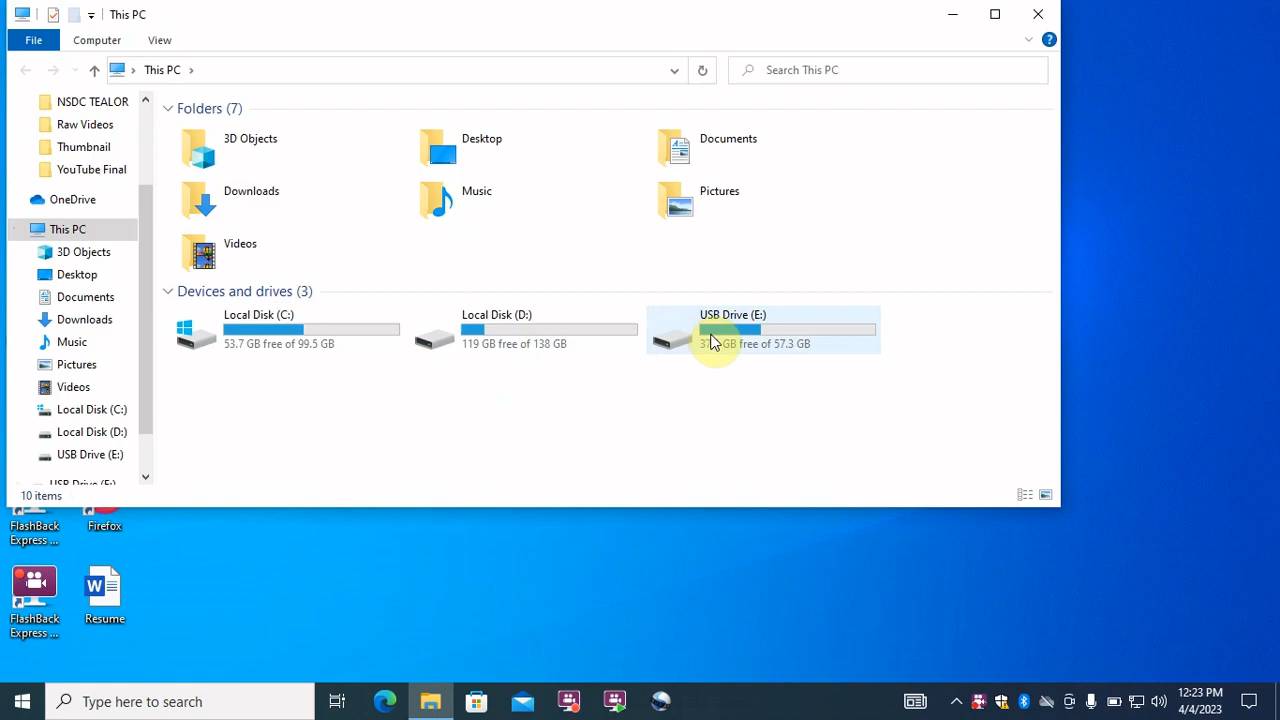 This PC
File
Computer
View
This PC
Search This PC
NSDC TEALOR
Raw Videos
Thumbnail
YouTube Final
OneDrive
This PC
3D Objects
Desktop
Documents
Downloads
Music
Pictures
Videos
Local Disk (C:)
Local Disk (D:)
USB Drive (E:)
USB Drive (E:)
Folders (7)
3D Objects
Desktop
Documents
Downloads
Music
Pictures
Videos
Devices and drives (3)
Local Disk (C:)
53.7 GB free of 99.5 GB
Local Disk (D:)
119 GB free of 138 GB
USB Drive (E:)
GB free of 57.3 GB
10 items
FlashBack
Express ...
Firefox
FlashBack
Express ...
Resume
Type here to search
12:23 PM
4/4/2023